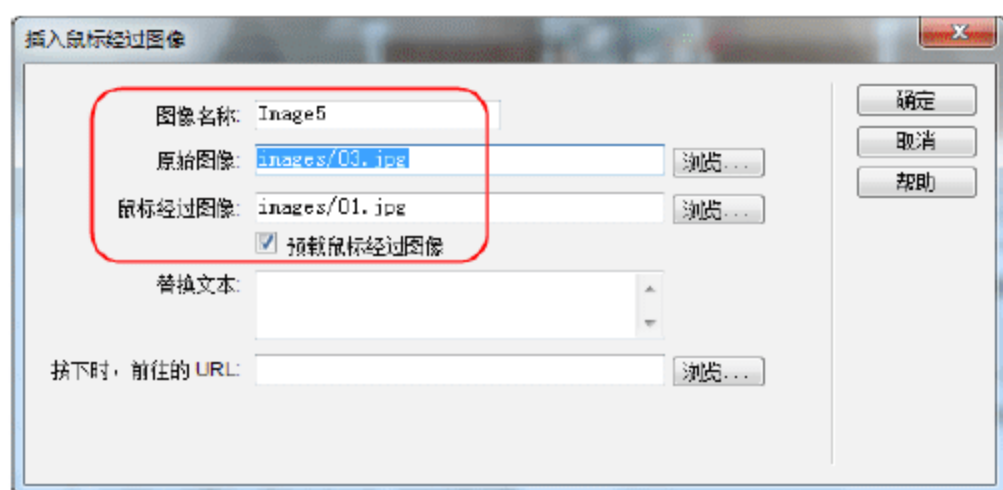 插入鼠标经过图像
图像名称: Image5
原始图像: images/03.jpg 浏览...
鼠标经过图像: images/01.jpg 浏览...
预载鼠标经过图像
替换文本:
按下时，前往的 URL: 浏览...
确定
取消
帮助